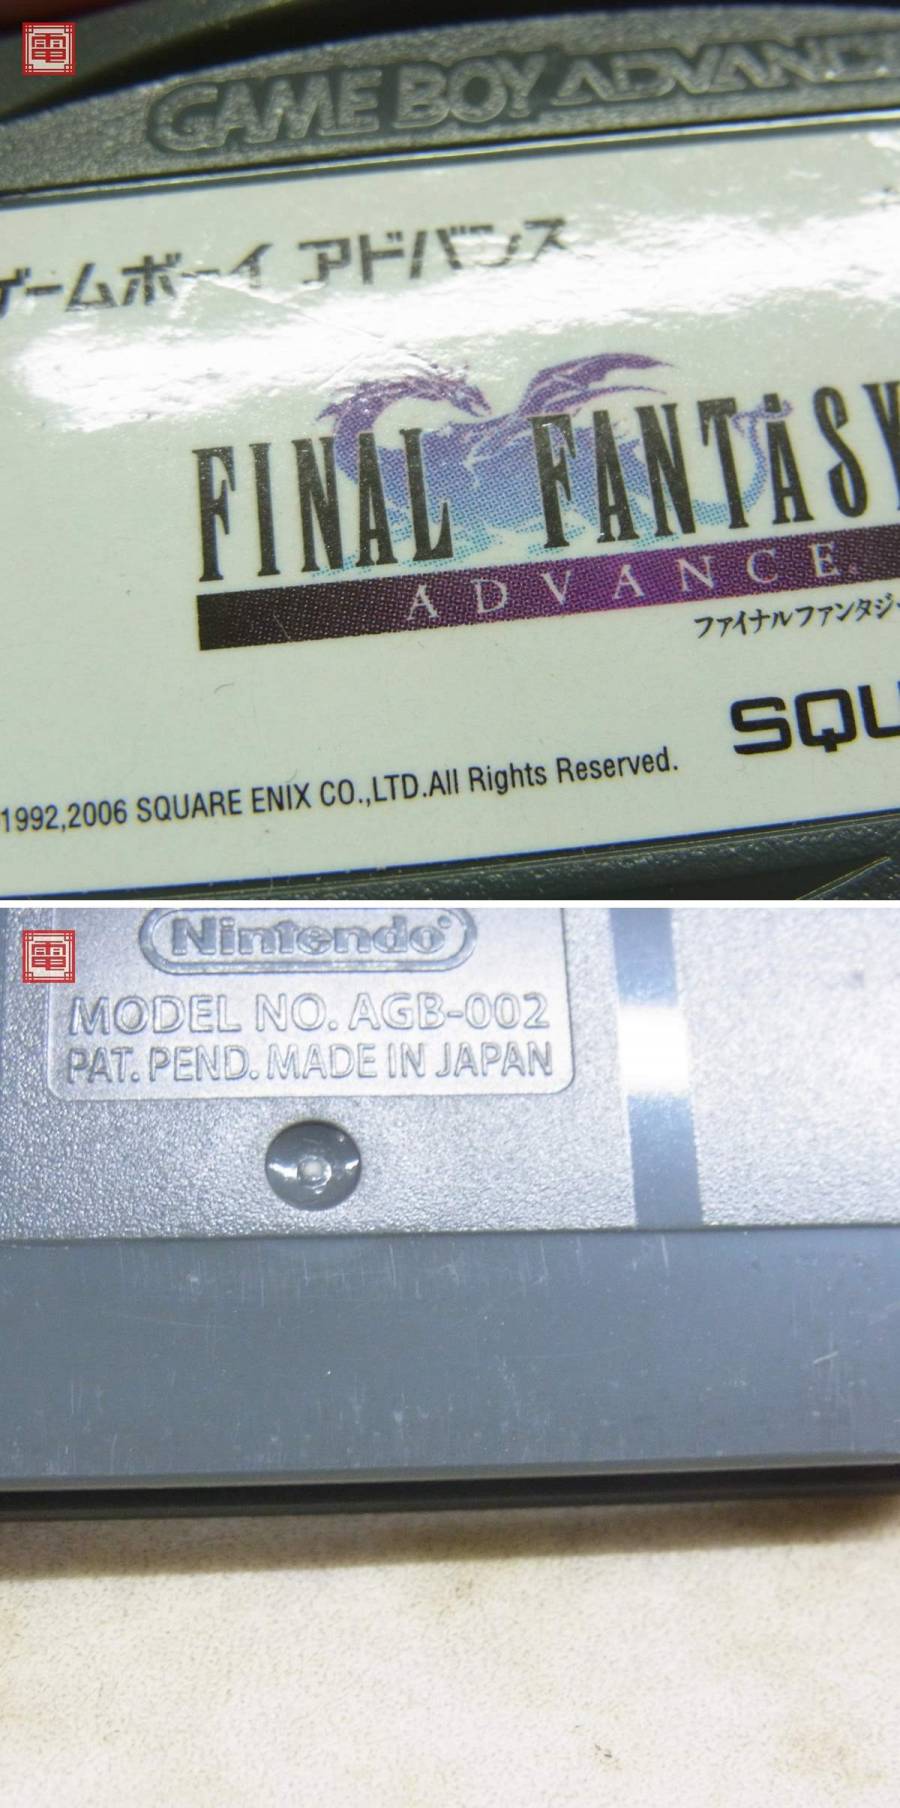 電
GAME BOY ADVANCE
ゲームボーイ アドバンス
FINAL FANTASY
ADVANCE
ファイナルファンタジー
SQU
1992,2006 SQUARE ENIX CO.,LTD.All Rights Reserved.
電
Nintendo®
MODEL NO. AGB-002
PAT. PEND. MADE IN JAPAN